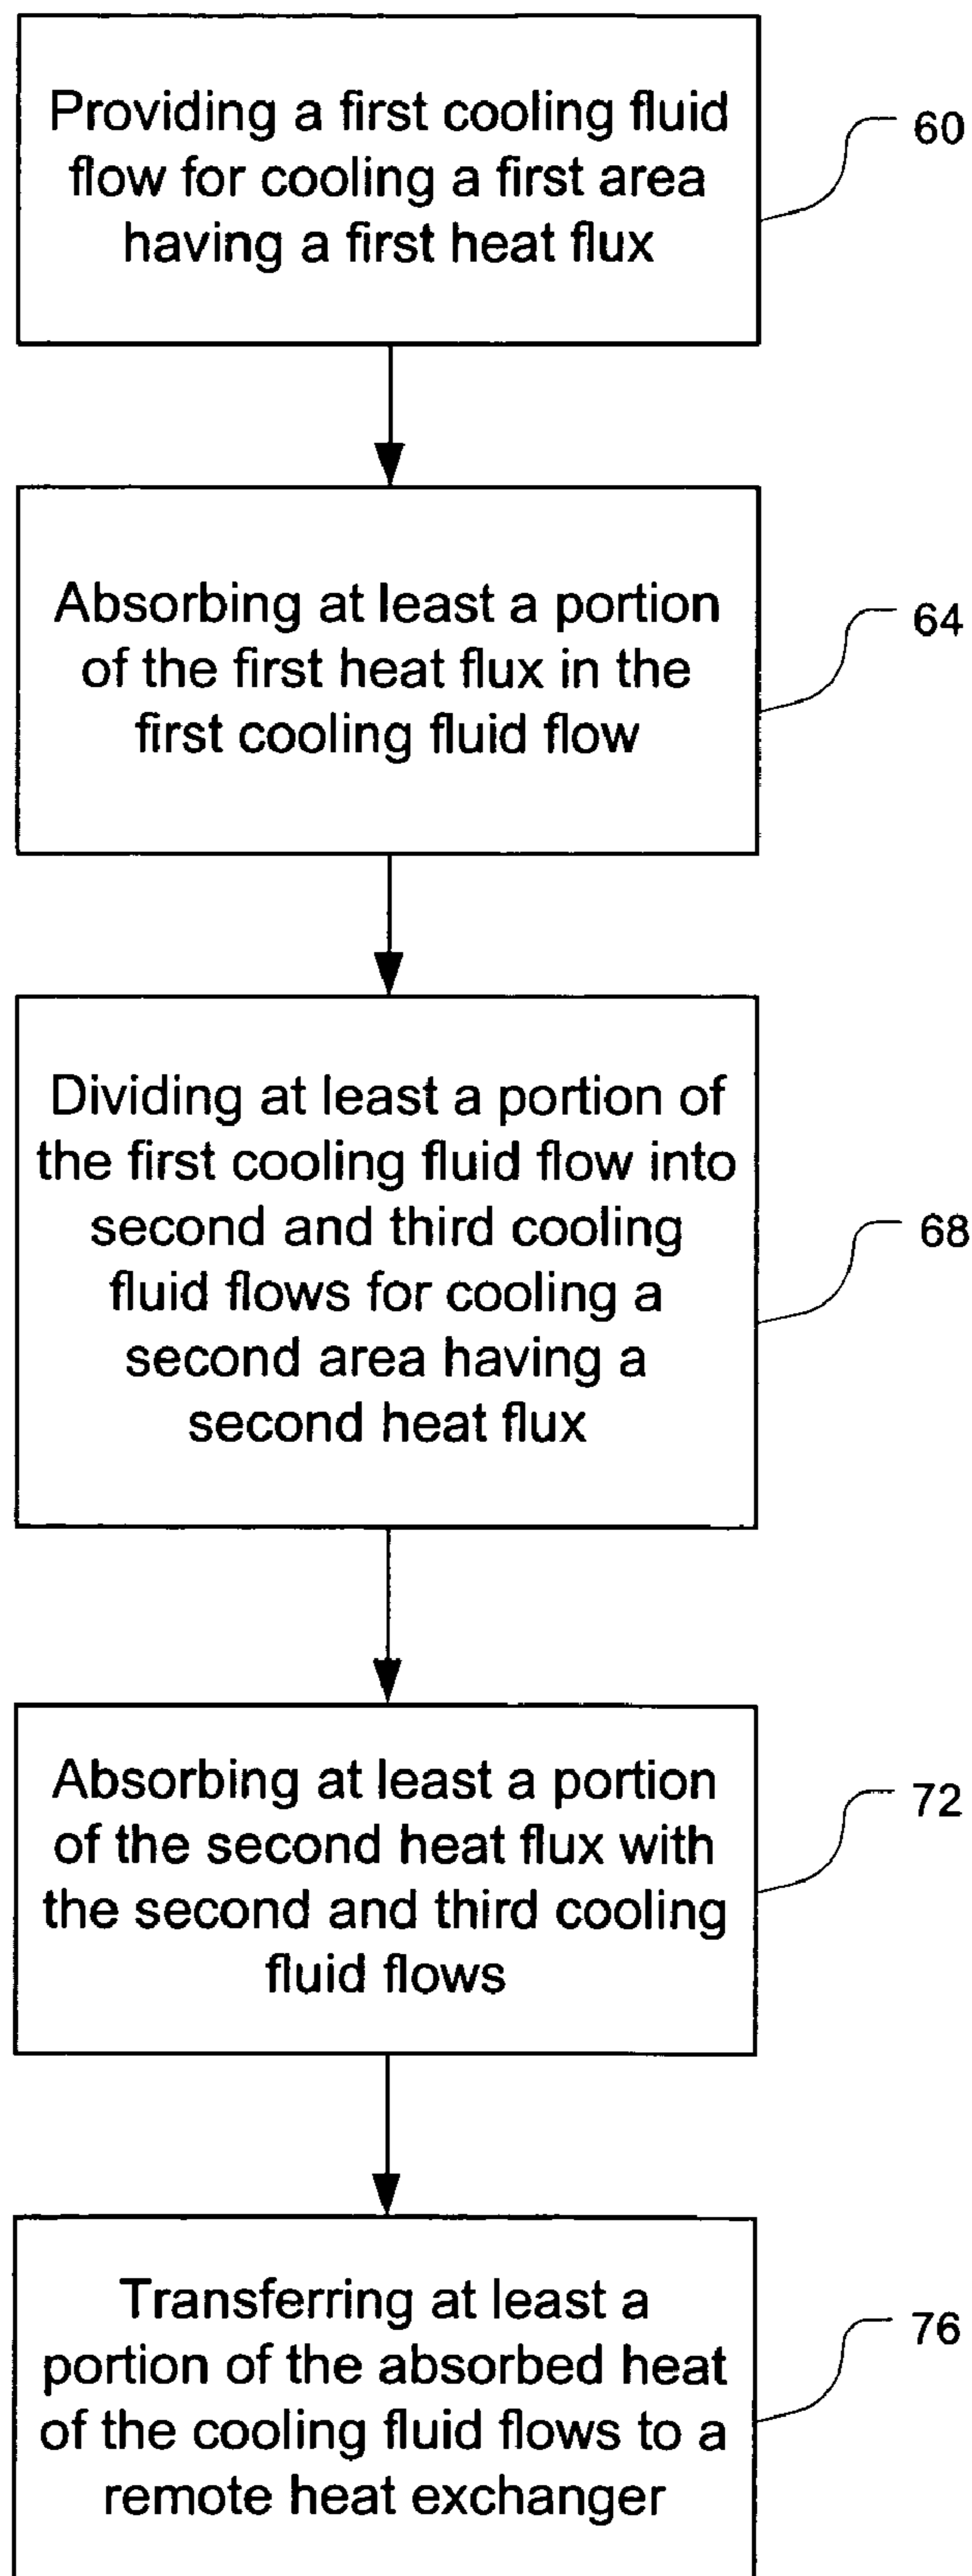 Providing a first cooling fluid
flow for cooling a first area
having a first heat flux
60
Absorbing at least a portion
of the first heat flux in the
first cooling fluid flow
64
Dividing at least a portion of
the first cooling fluid flow into
second and third cooling
fluid flows for cooling a
second area having a
second heat flux
68
Absorbing at least a portion
of the second heat flux with
the second and third cooling
fluid flows
72
Transferring at least a
portion of the absorbed heat
of the cooling fluid flows to a
remote heat exchanger
76